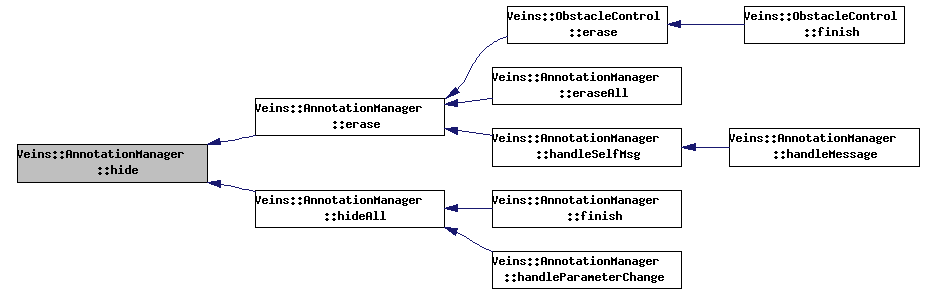 Veins::ObstacleControl
::erase
Veins::ObstacleControl
::finish
Veins::AnnotationManager
::eraseAll
Veins::AnnotationManager
::erase
Veins::AnnotationManager
::handleSelfMsg
Veins::AnnotationManager
::handleMessage
Veins::AnnotationManager
::hide
Veins::AnnotationManager
::hideAll
Veins::AnnotationManager
::finish
Veins::AnnotationManager
::handleParameterChange